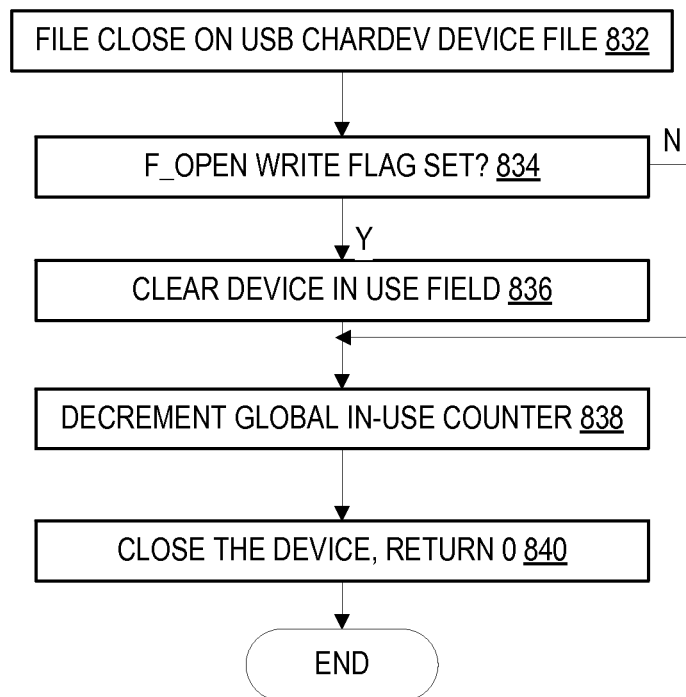 FILE CLOSE ON USB CHARDEV DEVICE FILE 832
F_OPEN WRITE FLAG SET? 834
N
Y
CLEAR DEVICE IN USE FIELD 836
DECREMENT GLOBAL IN-USE COUNTER 838
CLOSE THE DEVICE, RETURN 0 840
END